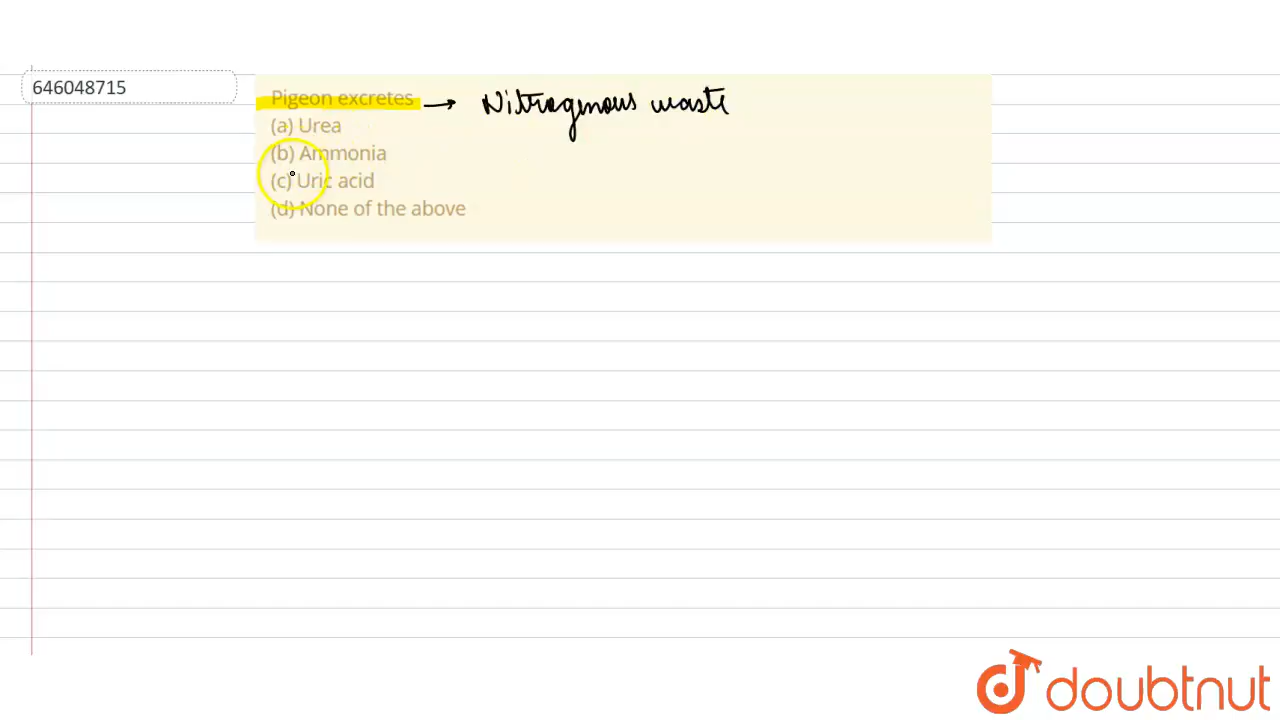 646048715
Pigeon excretes → Nitrogenous waste
(a) Urea
(b) Ammonia
(c) Uric acid
(d) None of the above
doubtnut